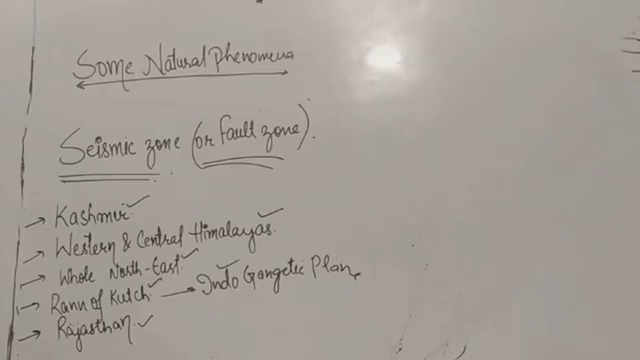 Some Natural Phenomena
Seismic zone (or fault zone).
→ Kashmir ✓
→ Western & Central Himalayas. ✓
→ Whole North-East. ✓
→ Rann of Kutch ✓ → Indo Gangetic Plan,
→ Rajasthan. ✓